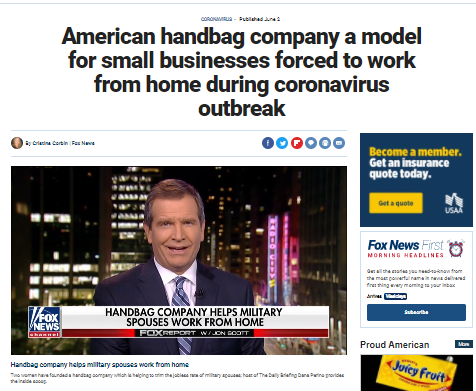 CORONAVIRUS · Published June 2
American handbag company a model
for small businesses forced to work
from home during coronavirus
outbreak
By Cristina Corbin | Fox News
Become a member.
Get an insurance
quote today.
Get a quote
USAA
Fox News First
MORNING HEADLINES
Get all the stories you need-to-know from
the most powerful name in news delivered
first thing every morning to your inbox
Arrives Weekdays
Subscribe
FOX
NEWS
channel
HANDBAG COMPANY HELPS MILITARY
SPOUSES WORK FROM HOME
FOX REPORT W/ JON SCOTT
Handbag company helps military spouses work from home
Two women have founded a handbag company which is helping to trim the jobless rate of military spouses; host of The Daily Briefing Dana Perino provides
the inside scoop.
Proud American
More
Juicy Fruit